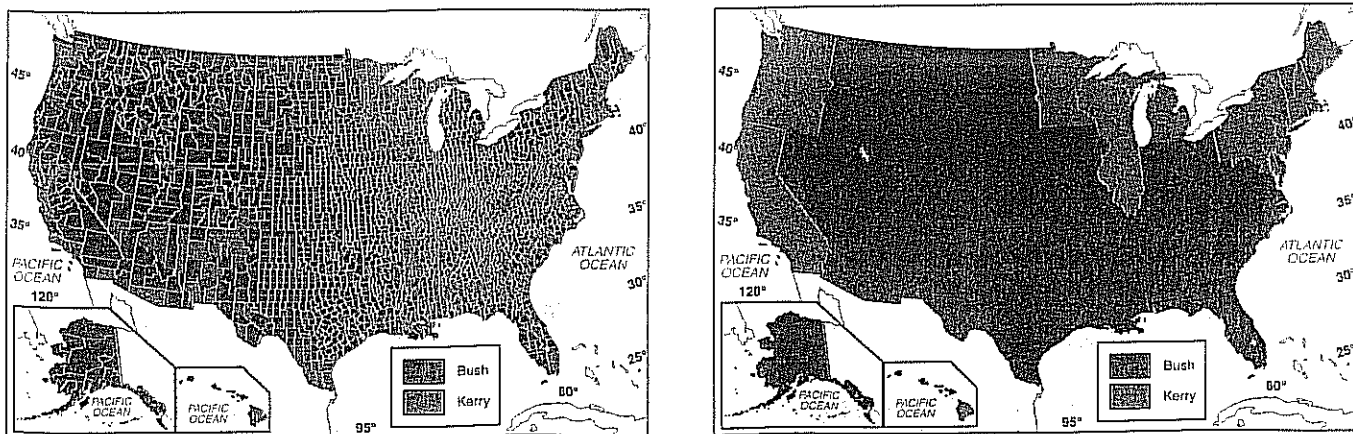 45°
40°
35°
PACIFIC
OCEAN
120°
40°
35°
ATLANTIC
OCEAN
30°
25°
Bush
Kerry
80°
95°
PACIFIC
OCEAN
PACIFIC
OCEAN
45°
40°
35°
PACIFIC
OCEAN
120°
40°
35°
ATLANTIC
OCEAN
30°
25°
Bush
Kerry
80°
95°
PACIFIC
OCEAN
PACIFIC
OCEAN